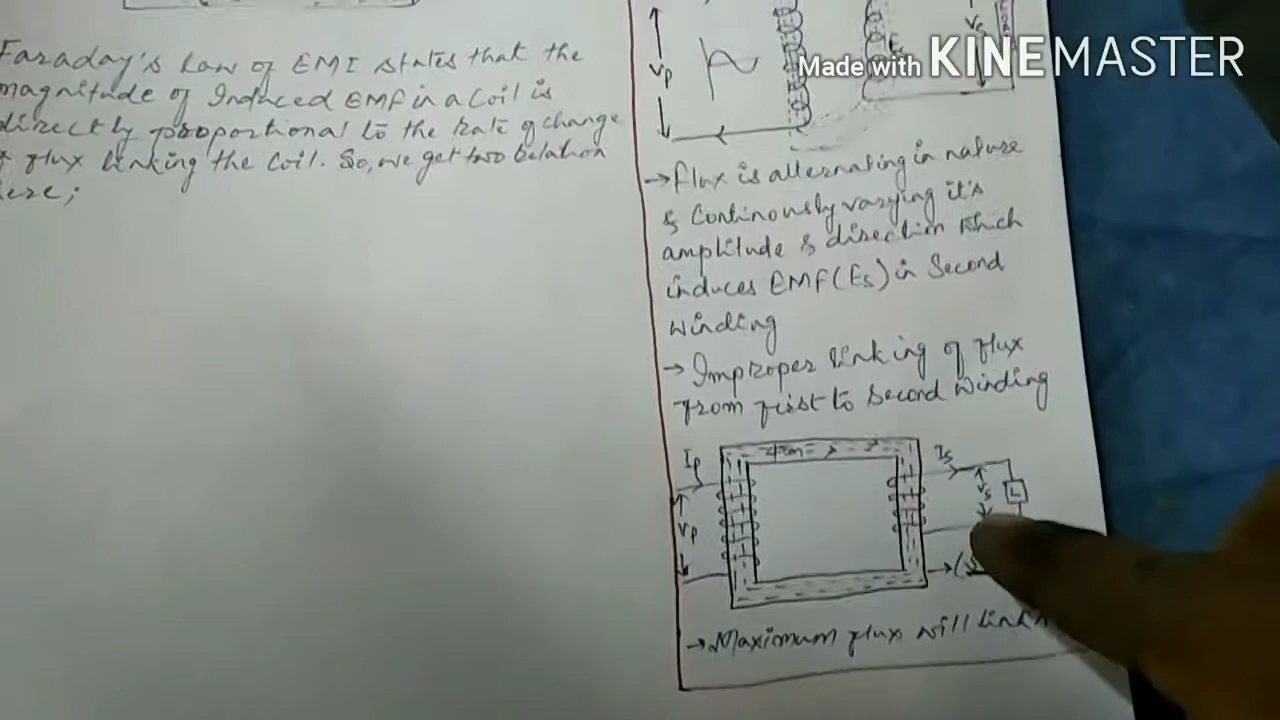 Faraday's Law of EMI states that the
magnitude of Induced EMF in a Coil is
directly proportional to the Rate of change
flux linking the Coil. So, we get two Relation
Made with KINEMASTER
Vp
→ flux is alternating in nature
& Continously varying it's
amplitude & direction which
induces EMF(Es) in Second
Winding
→ Improper linking of flux
from first to Second Winding
Ip
Vp
Φm
Is
Vs
L
→ Maximum flux will link